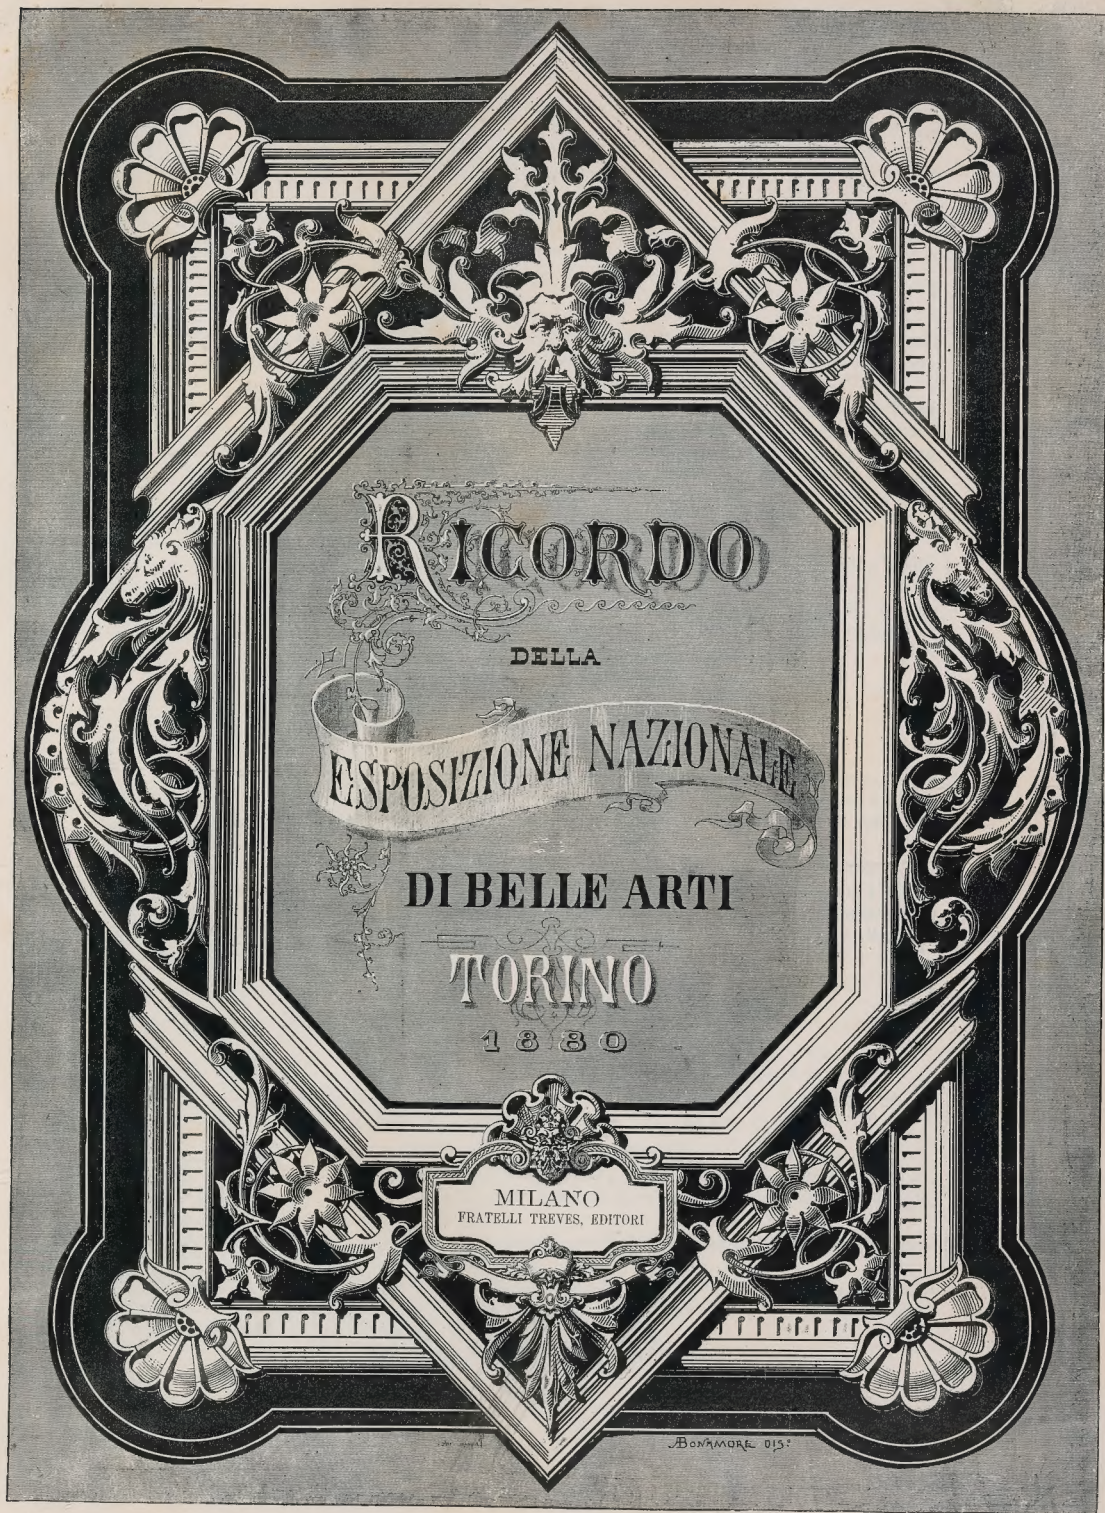 RICORDO
DELLA
ESPOSIZIONE NAZIONALE
DI BELLE ARTI
TORINO
1880
MILANO
FRATELLI TREVES, EDITORI
A BONAMORE DIS.